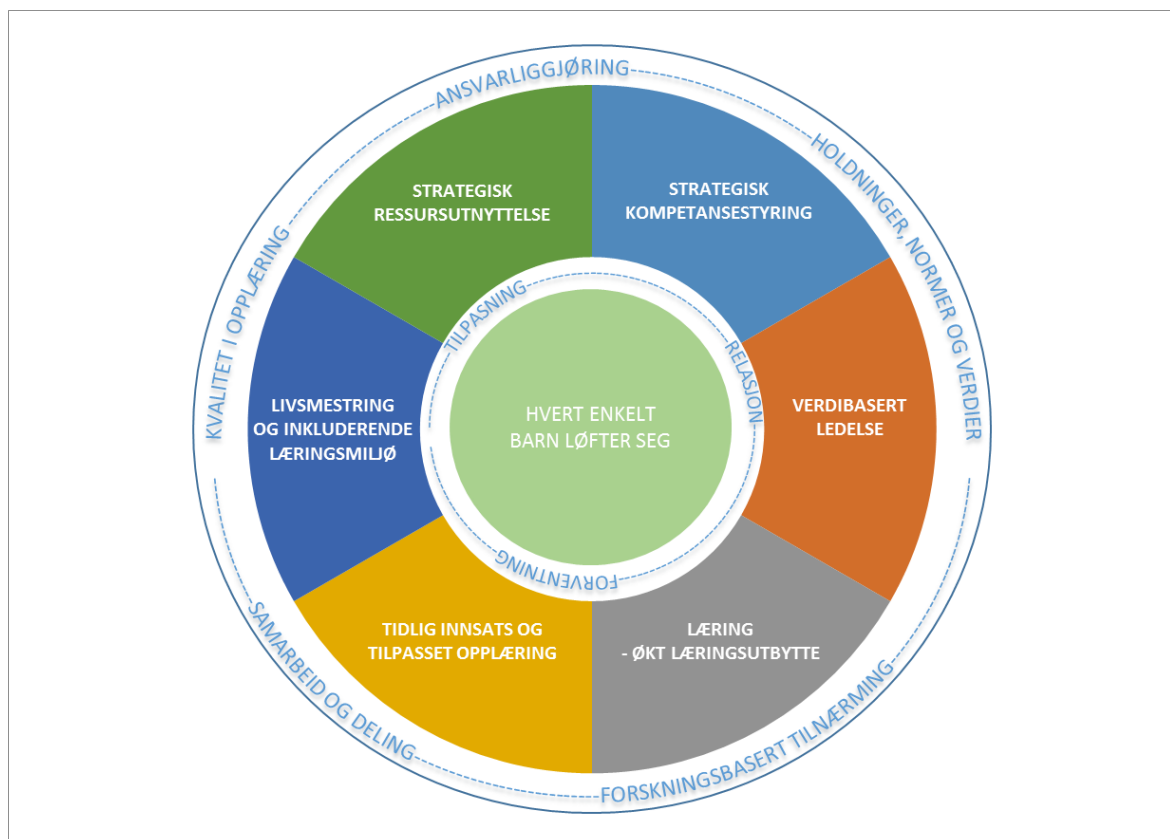 ANSVARLIGGJØRING
HOLDNINGER, NORMER OG VERDIER
KVALITET I OPPLÆRING
STRATEGISK
RESSURSUTNYTTELSE
STRATEGISK
KOMPETANSESTYRING
TILPASNING
RELASJON
LIVSMESTRING
OG INKLUDERENDE
LÆRINGSMILJØ
HVERT ENKELT
BARN LØFTER SEG
VERDIBASERT
LEDELSE
FORVENTNING
TIDLIG INNSATS OG
TILPASSET OPPLÆRING
LÆRING
- ØKT LÆRINGSUTBYTTE
SAMARBEID OG DELING
FORSKNINGSBASERT TILNÆRMING